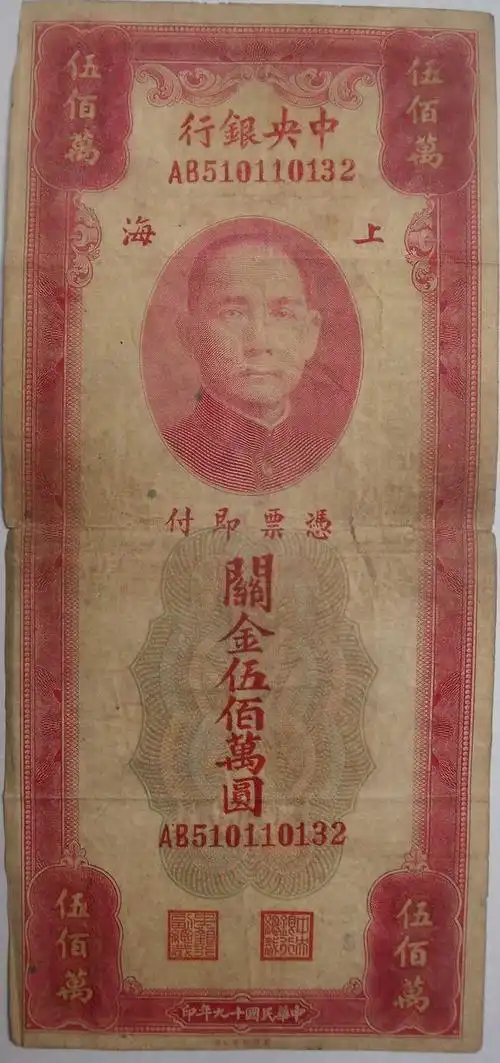 伍佰萬
伍佰萬
中央銀行
AB510110132
上海
憑票即付
關金伍佰萬圓
AB510110132
伍佰萬
伍佰萬
中華民國十九年印